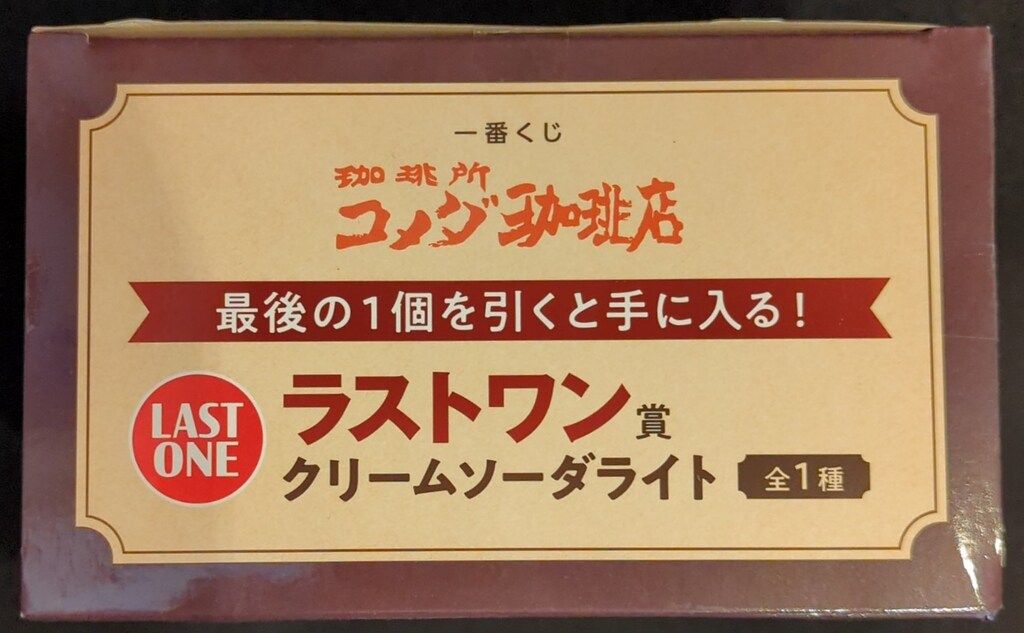 一番くじ
珈琲所
コメダ珈琲店
最後の1個を引くと手に入る!
LAST
ONE
ラストワン賞
クリームソーダライト 全1種